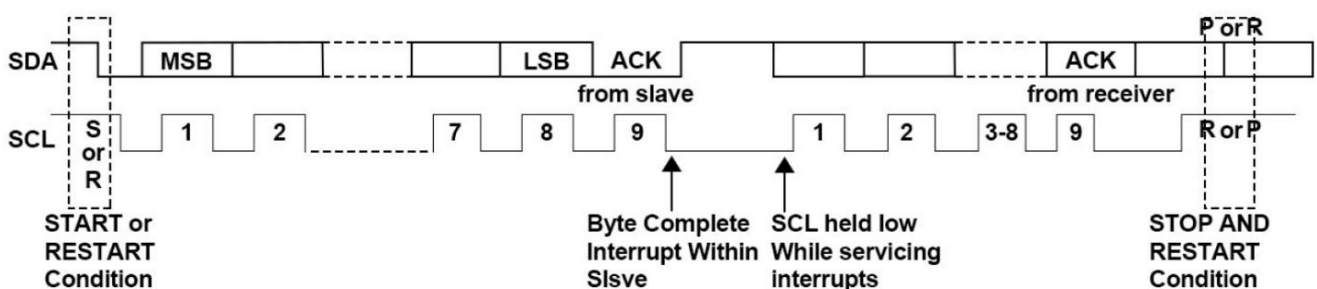 P or R
SDA MSB LSB ACK ACK
from slave from receiver
SCL S or R 1 2 7 8 9 1 2 3-8 9 R or P
START or
RESTART
Condition
Byte Complete
Interrupt Within
SIsve
SCL held low
While servicing
interrupts
STOP AND
RESTART
Condition